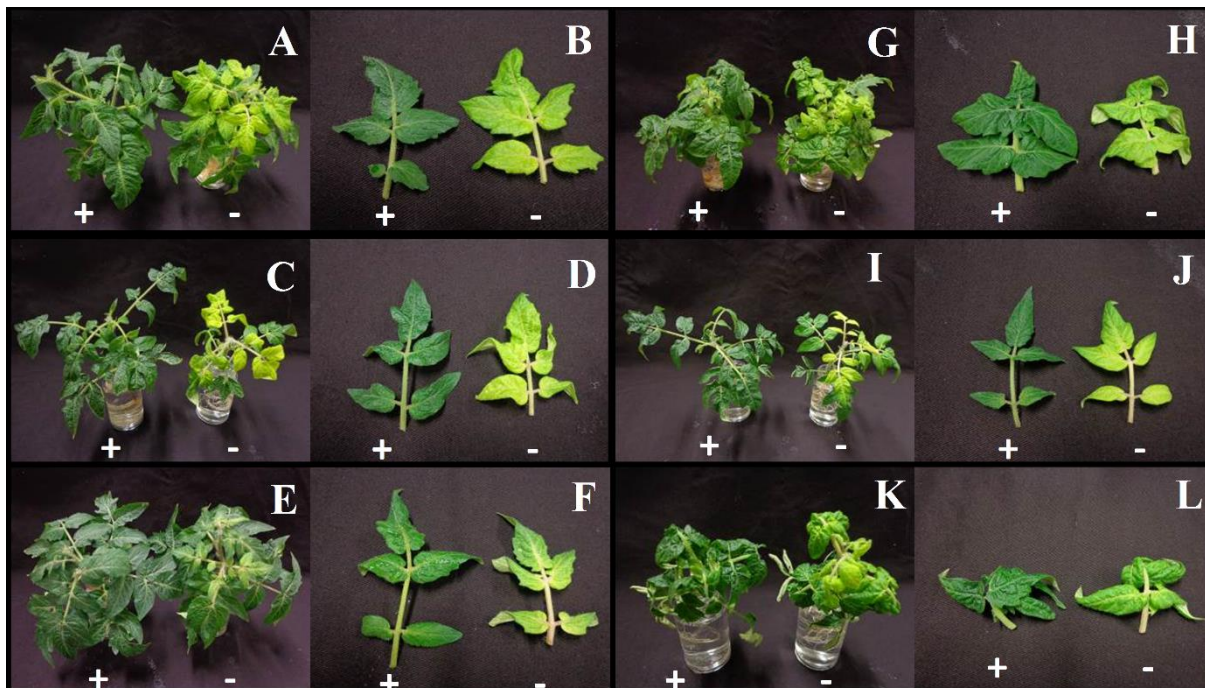 A B G H
+ - + - + - + -
C D I J
+ - + - + - + -
E F K L
+ - + - + - + -